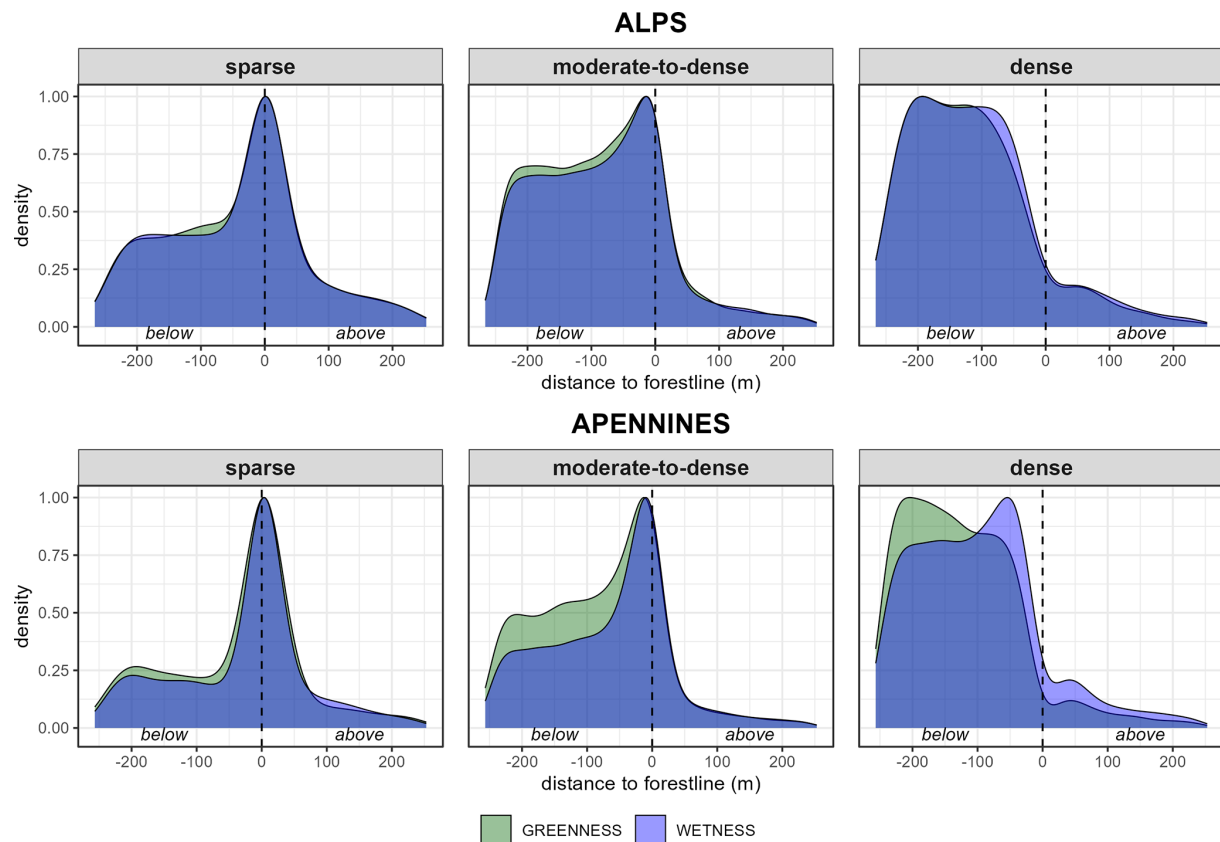 ALPS
sparse moderate-to-dense dense
1.00
0.75
0.50
0.25
0.00
density
below above below above below above
-200 -100 0 100 200 -200 -100 0 100 200 -200 -100 0 100 200
distance to forestline (m)
APENNINES
sparse moderate-to-dense dense
1.00
0.75
0.50
0.25
0.00
density
below above below above below above
-200 -100 0 100 200 -200 -100 0 100 200 -200 -100 0 100 200
distance to forestline (m)
GREENNESS WETNESS